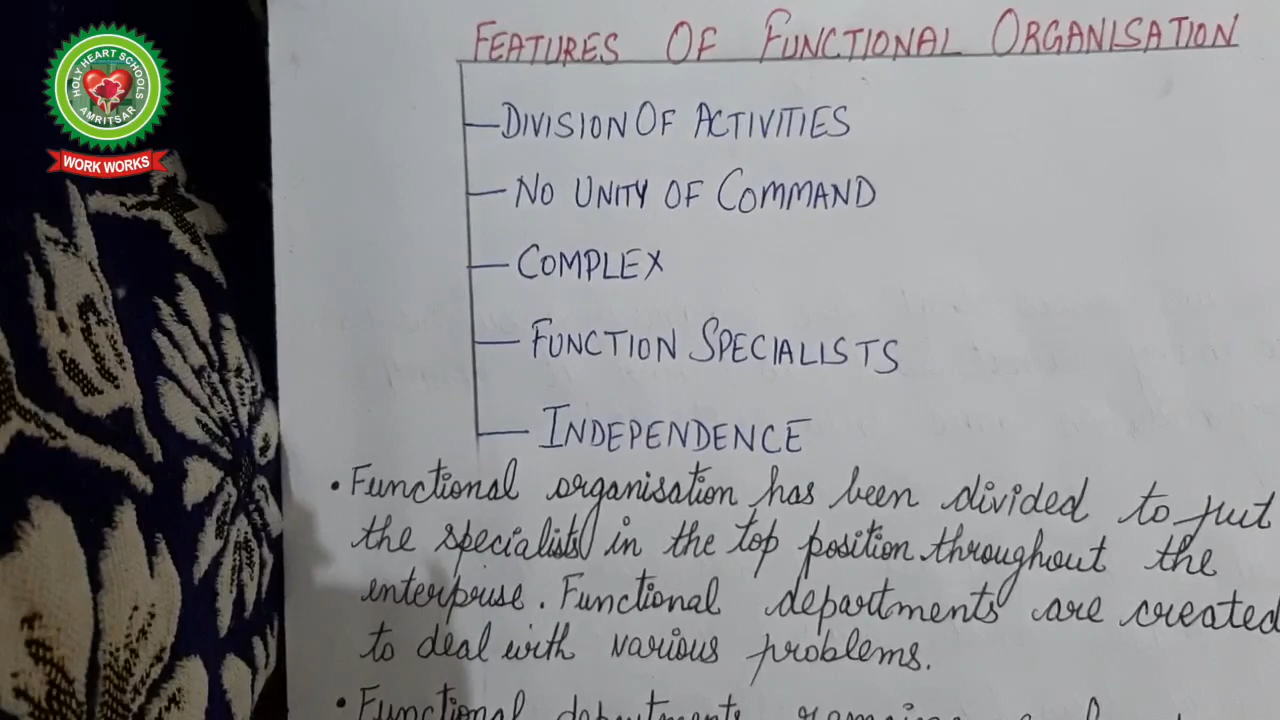 HOLY HEART SCHOOLS
AMRITSAR
WORK WORKS
FEATURES OF FUNCTIONAL ORGANISATION
DIVISION OF ACTIVITIES
NO UNITY OF COMMAND
COMPLEX
FUNCTION SPECIALISTS
INDEPENDENCE
• Functional organisation has been divided to put
the specialists in the top position throughout the
enterprise. Functional departments are created
to deal with various problems.
• Functional departments